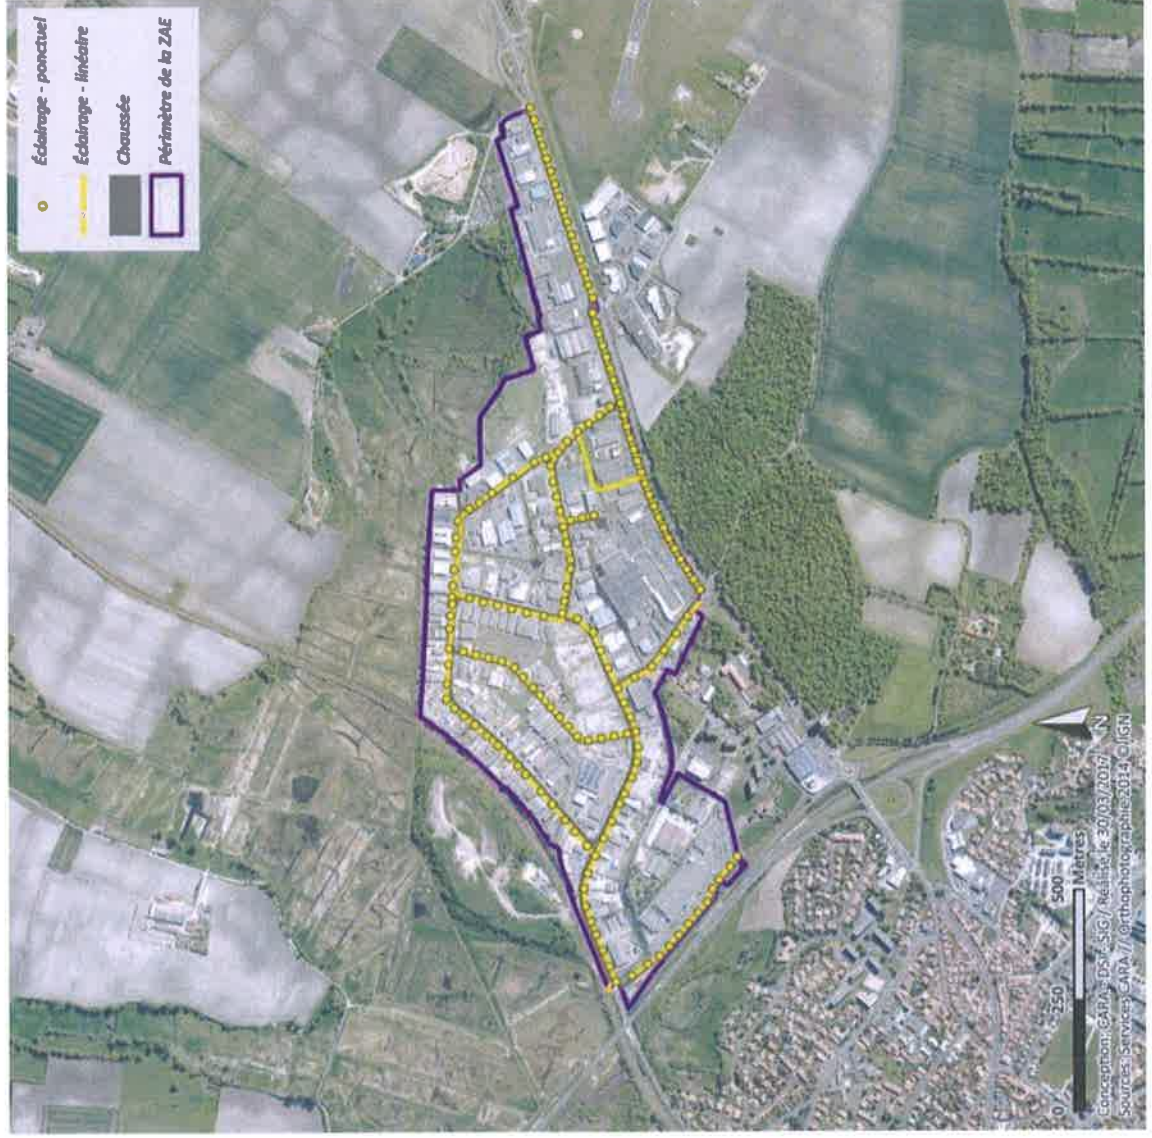 Éclairage - ponctuel
Éclairage - linéaire
Chaussée
Périmètre de la ZAE
0 250 500
Mètres
N
Conception: CARA - DSI - SIG / Réalisé le 30/03/2017
Sources: Services CARA // Orthophotographie 2014, ©IGN